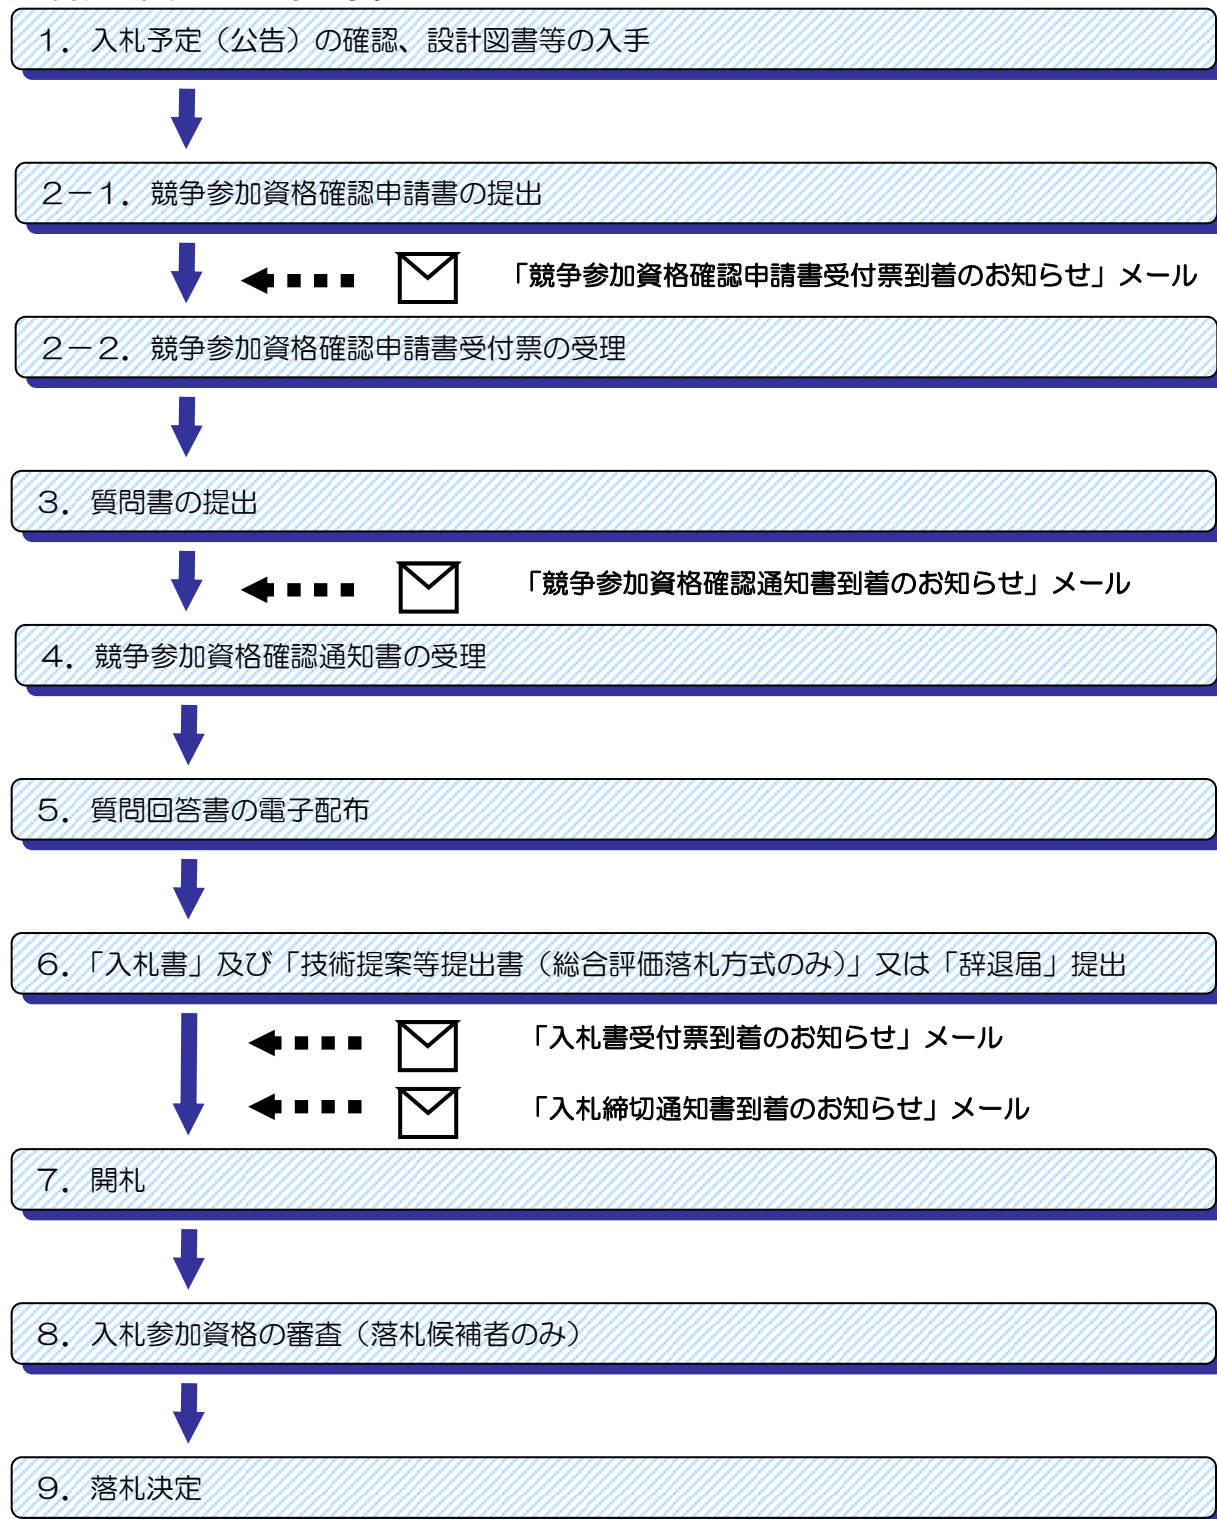 １．入札予定（公告）の確認、設計図書等の入手
２－１．競争参加資格確認申請書の提出
「競争参加資格確認申請書受付票到着のお知らせ」メール
２－２．競争参加資格確認申請書受付票の受理
３．質問書の提出
「競争参加資格確認通知書到着のお知らせ」メール
４．競争参加資格確認通知書の受理
５．質問回答書の電子配布
６．「入札書」及び「技術提案等提出書（総合評価落札方式のみ）」又は「辞退届」提出
「入札書受付票到着のお知らせ」メール
「入札締切通知書到着のお知らせ」メール
７．開札
８．入札参加資格の審査（落札候補者のみ）
９．落札決定